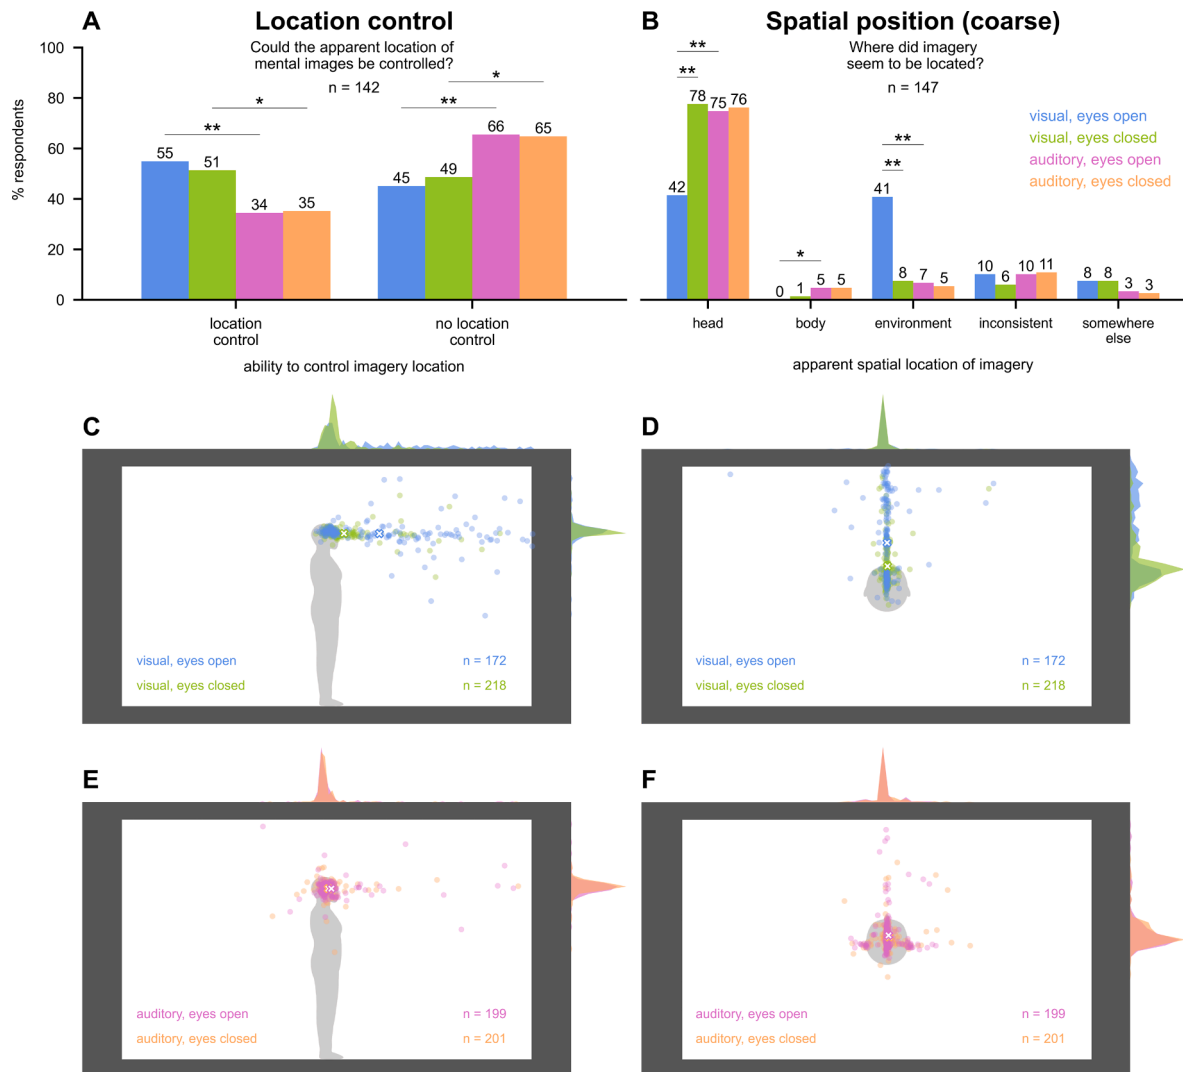 A
Location control
Could the apparent location of
mental images be controlled?
n = 142
% respondents
100
80
60
40
20
0
*
**
**
*
55
51
34
35
45
49
66
65
location
control
no location
control
ability to control imagery location
B
Spatial position (coarse)
Where did imagery
seem to be located?
n = 147
visual, eyes open
visual, eyes closed
auditory, eyes open
auditory, eyes closed
**
**
42
78
75
76
*
0
1
5
5
**
**
41
8
7
5
10
6
10
11
8
8
3
3
head
body
environment
inconsistent
somewhere
else
apparent spatial location of imagery
C
visual, eyes open
n = 172
visual, eyes closed
n = 218
D
visual, eyes open
n = 172
visual, eyes closed
n = 218
E
auditory, eyes open
n = 199
auditory, eyes closed
n = 201
F
auditory, eyes open
n = 199
auditory, eyes closed
n = 201